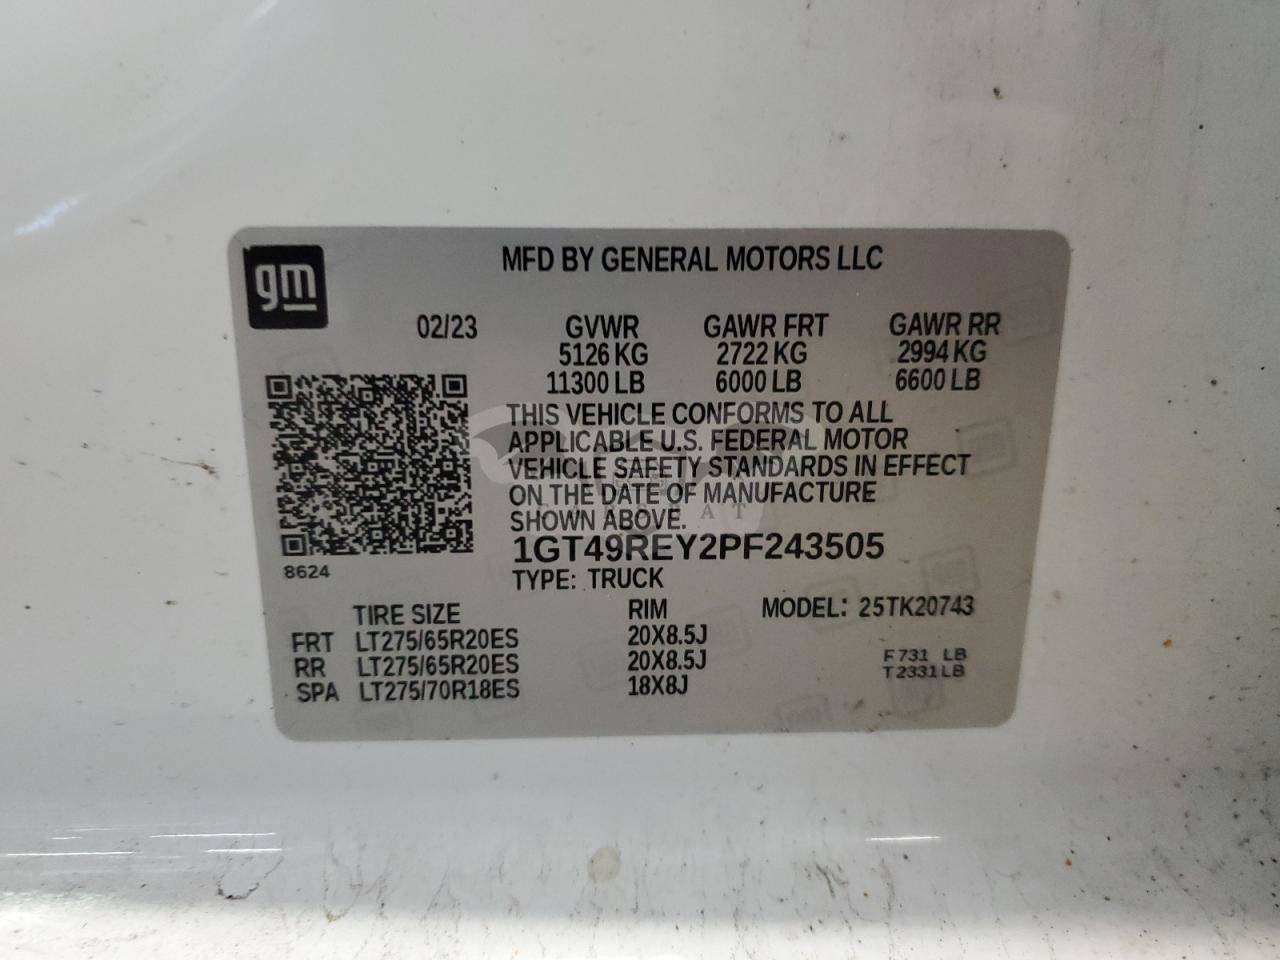 gm
MFD BY GENERAL MOTORS LLC
02/23 GVWR GAWR FRT GAWR RR
5126 KG 2722 KG 2994 KG
11300 LB 6000 LB 6600 LB
THIS VEHICLE CONFORMS TO ALL
APPLICABLE U.S. FEDERAL MOTOR
VEHICLE SAFETY STANDARDS IN EFFECT
ON THE DATE OF MANUFACTURE
SHOWN ABOVE.
8624
1GT49REY2PF243505
TYPE: TRUCK
TIRE SIZE RIM MODEL: 25TK20743
FRT LT275/65R20ES 20X8.5J
RR LT275/65R20ES 20X8.5J F 731 LB
SPA LT275/70R18ES 18X8J T 2331 LB